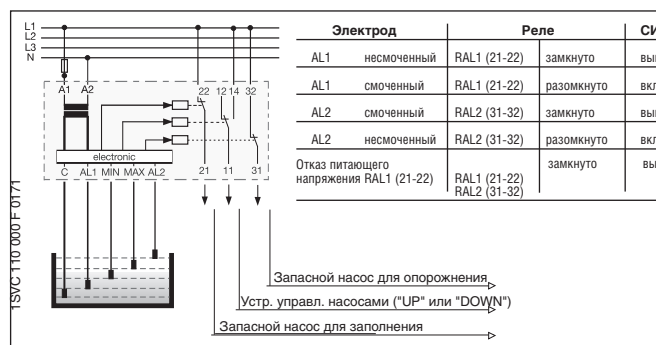 L1
L2
L3
N
A1 A2 22 12 14 32
electronic
C AL1 MIN MAX AL2 21 11 31
1SVC 110 000 F 0171
Запасной насос для опорожнения
Устр. управл. насосами ("UP" или "DOWN")
Запасной насос для заполнения
Электрод Реле
AL1 несмоченный RAL1 (21-22) замкнуто
AL1 смоченный RAL1 (21-22) разомкнуто
AL2 смоченный RAL2 (31-32) замкнуто
AL2 несмоченный RAL2 (31-32) разомкнуто
Отказ питающего замкнуто
напряжения RAL1 (21-22) RAL1 (21-22)
RAL2 (31-32)